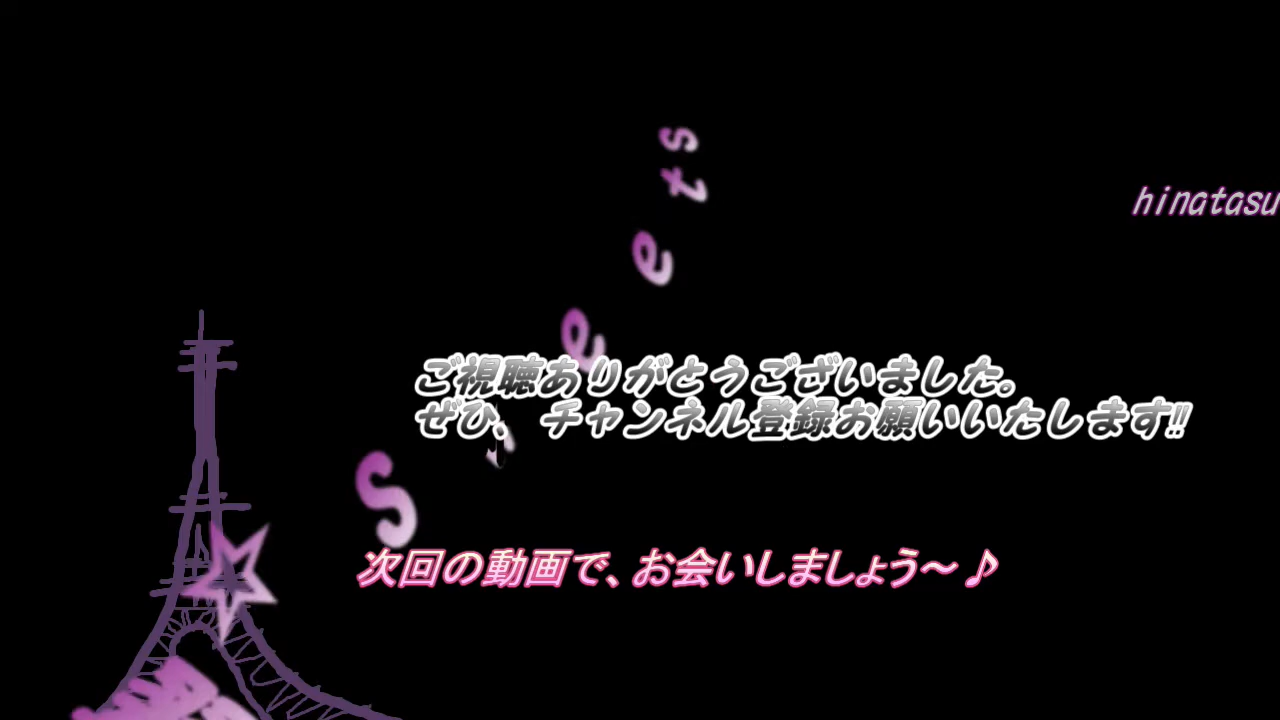 hinatasu
ご視聴ありがとうございました。
ぜひ、チャンネル登録お願いいたします!!
次回の動画で、お会いしましょう～♪